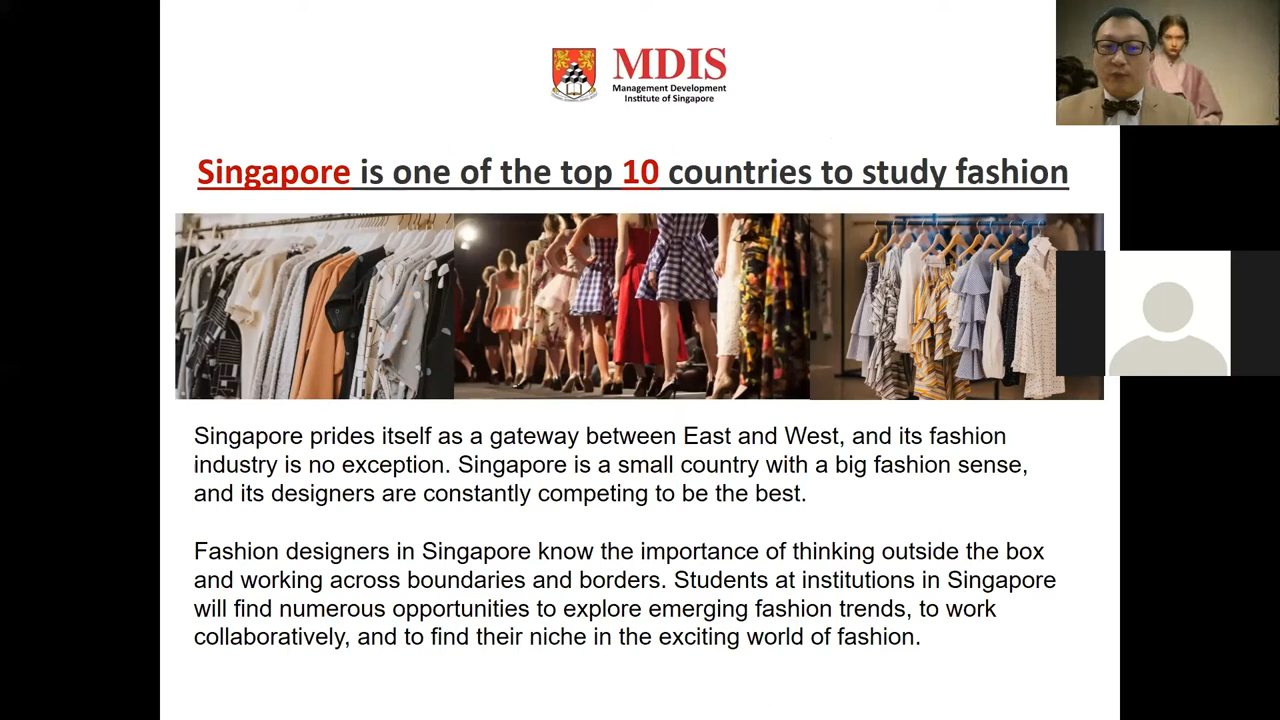 MDIS
Management Development
Institute of Singapore
Singapore is one of the top 10 countries to study fashion
Singapore prides itself as a gateway between East and West, and its fashion
industry is no exception. Singapore is a small country with a big fashion sense,
and its designers are constantly competing to be the best.
Fashion designers in Singapore know the importance of thinking outside the box
and working across boundaries and borders. Students at institutions in Singapore
will find numerous opportunities to explore emerging fashion trends, to work
collaboratively, and to find their niche in the exciting world of fashion.